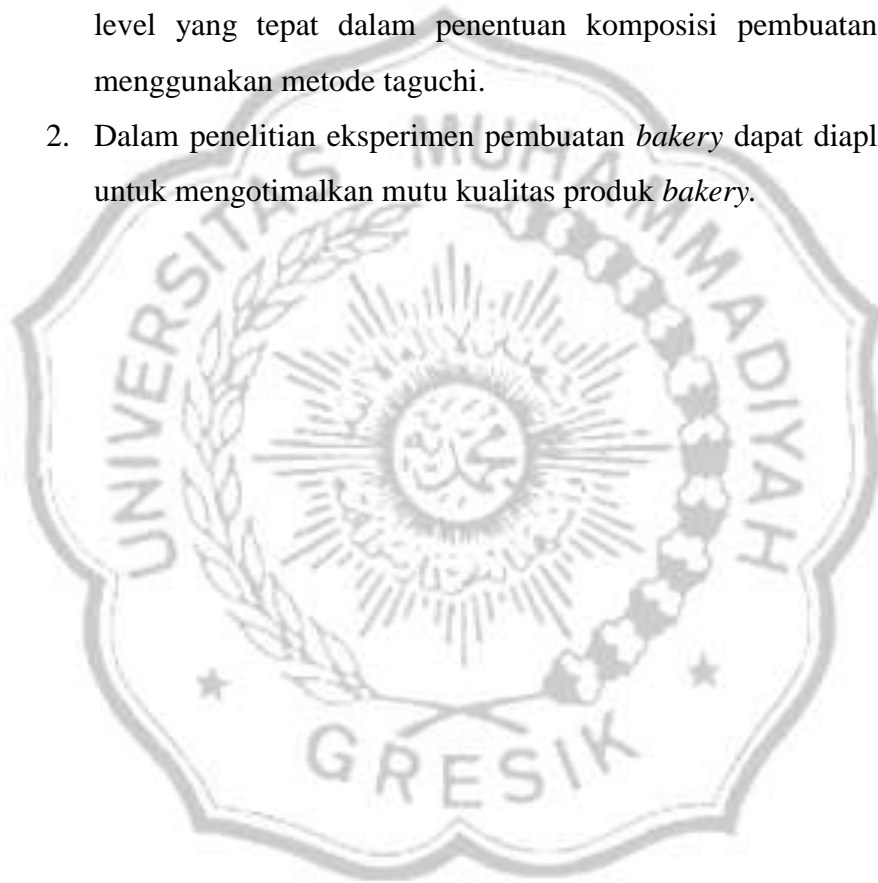 level yang tepat dalam penentuan komposisi pembuatan
menggunakan metode taguchi.
2. Dalam penelitian eksperimen pembuatan bakery dapat diapl
untuk mengotimalkan mutu kualitas produk bakery.
UNIVERSITAS MUHAMMADIYAH
GRESIK